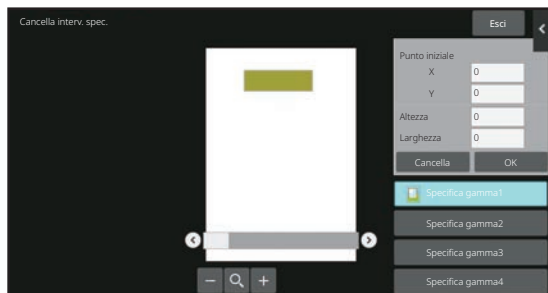 Cancella interv. spec.
Esci
Punto iniziale
X 0
Y 0
Altezza 0
Larghezza 0
Cancella OK
Specifica gamma1
Specifica gamma2
Specifica gamma3
Specifica gamma4